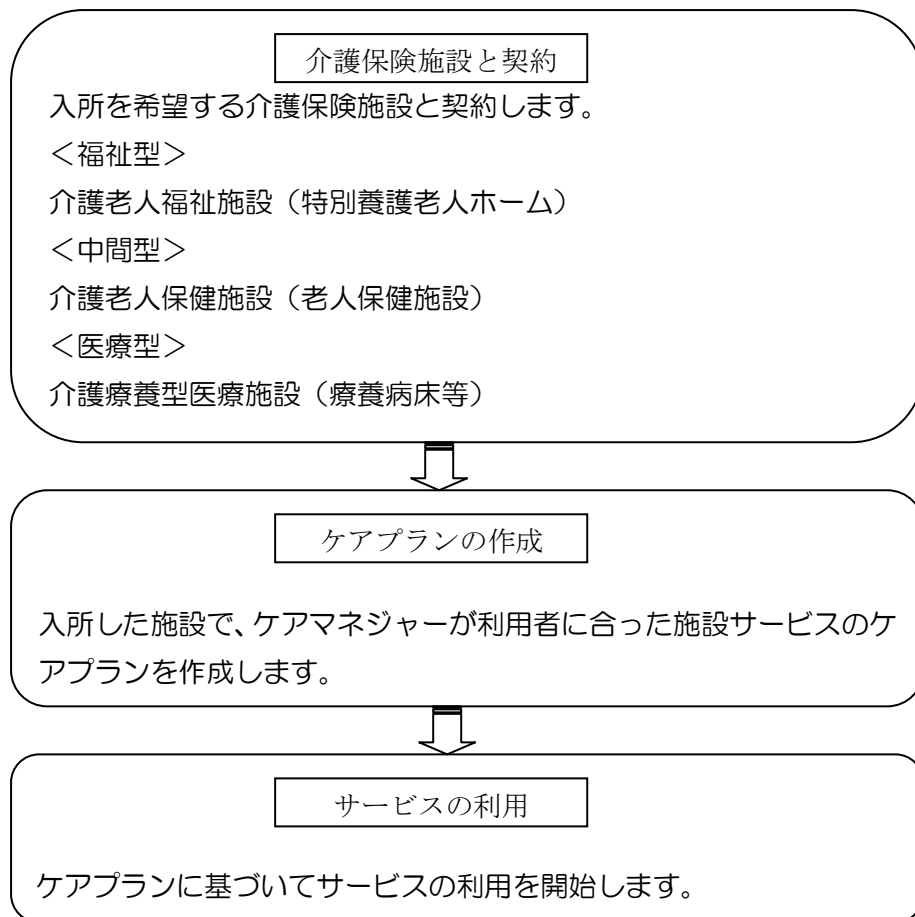 介護保険施設と契約
入所を希望する介護保険施設と契約します。
＜福祉型＞
介護老人福祉施設（特別養護老人ホーム）
＜中間型＞
介護老人保健施設（老人保健施設）
＜医療型＞
介護療養型医療施設（療養病床等）
ケアプランの作成
入所した施設で、ケアマネジャーが利用者に合った施設サービスのケ
アプランを作成します。
サービスの利用
ケアプランに基づいてサービスの利用を開始します。